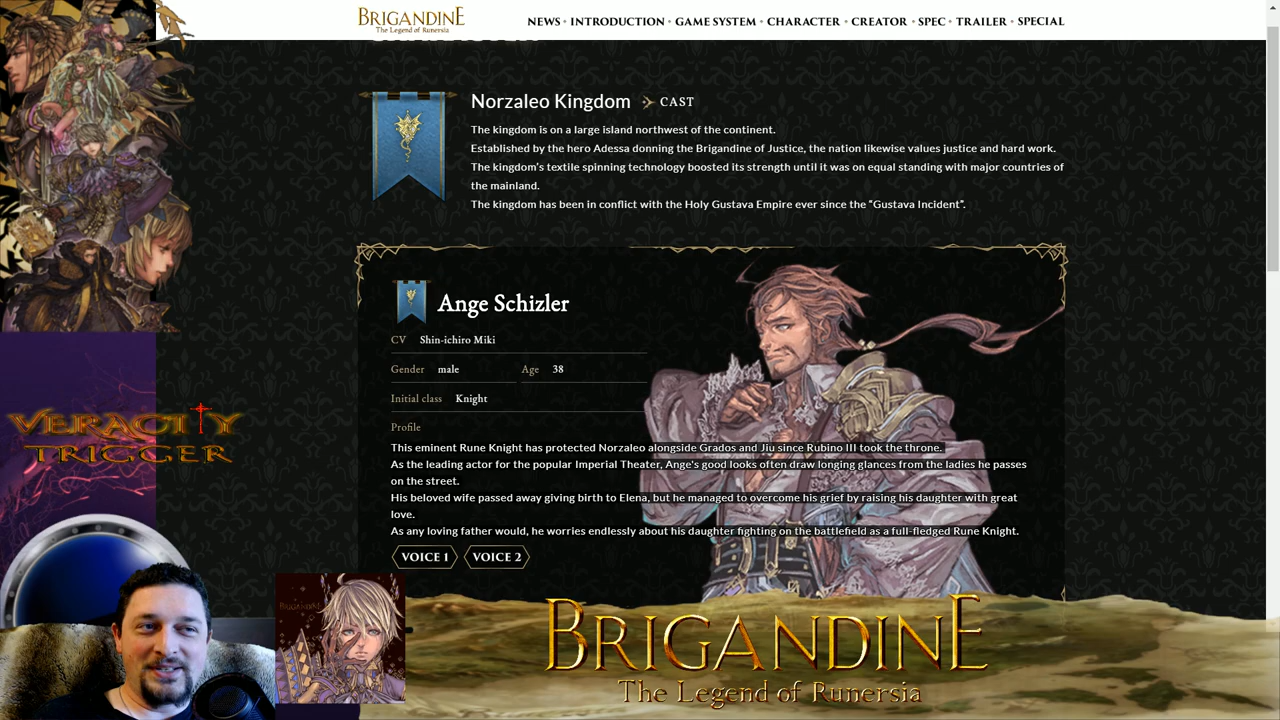 BRIGANDINE
The Legend of Runersia
NEWS • INTRODUCTION • GAME SYSTEM • CHARACTER • CREATOR • SPEC • TRAILER • SPECIAL
Norzaleo Kingdom CAST
The kingdom is on a large island northwest of the continent.
Established by the hero Adessa donning the Brigandine of Justice, the nation likewise values justice and hard work.
The kingdom's textile spinning technology boosted its strength until it was on equal standing with major countries of
the mainland.
The kingdom has been in conflict with the Holy Gustava Empire ever since the "Gustava Incident".
Ange Schizler
CV Shin-ichiro Miki
Gender male Age 38
Initial class Knight
Profile
This eminent Rune Knight has protected Norzaleo alongside Grados and Jiu since Rubino III took the throne.
As the leading actor for the popular Imperial Theater, Ange's good looks often draw longing glances from the ladies he passes
on the street.
His beloved wife passed away giving birth to Elena, but he managed to overcome his grief by raising his daughter with great
love.
As any loving father would, he worries endlessly about his daughter fighting on the battlefield as a full-fledged Rune Knight.
VOICE 1 VOICE 2
VERACITY
TRIGGER
BRIGANDINE
BRIGANDINE
The Legend of Runersia